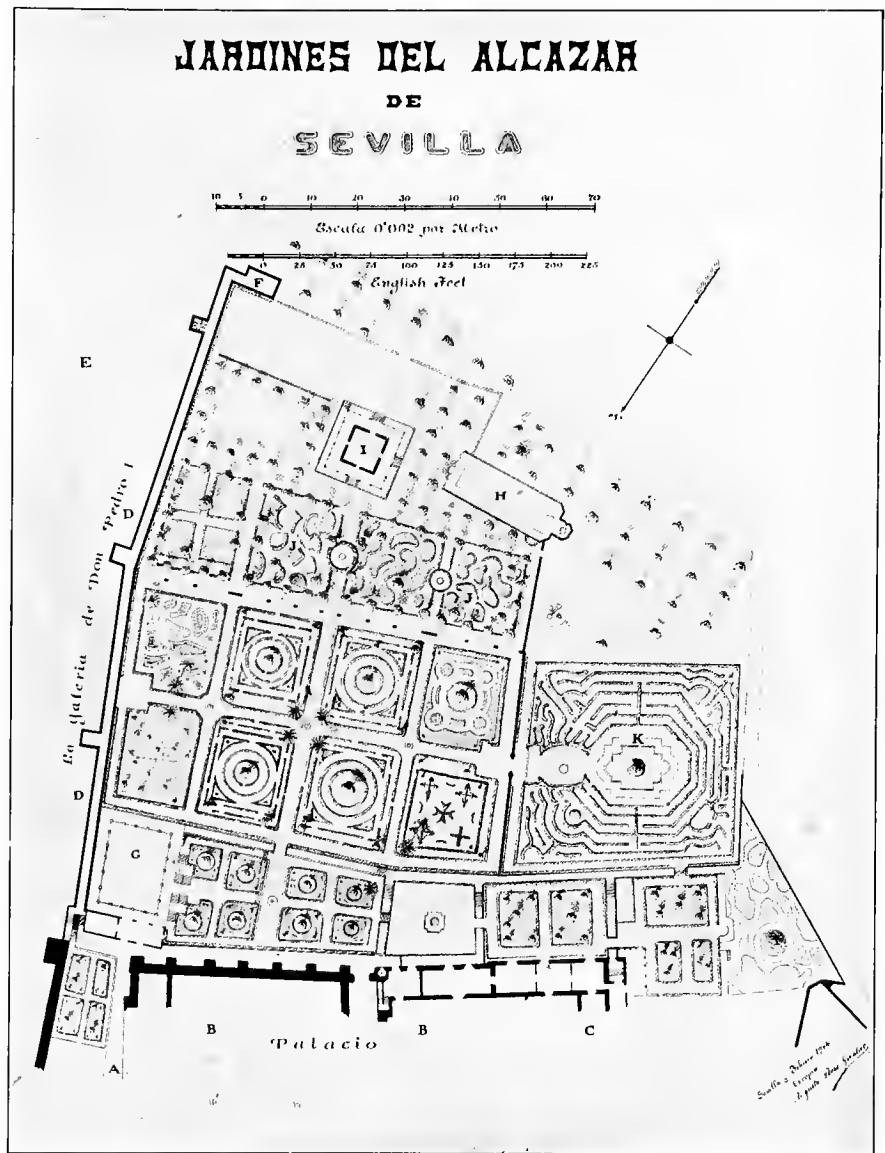 JARDINES DEL ALCAZAR
DE
SEVILLA
10 5 0 10 20 30 40 50 60 70
Escala 0'002 por Metro
0 25 50 75 100 125 150 175 200 225
English Feet
F
E
I
H
D
La Galeria de Don Pedro I
J
J
K
D
G
B
B
C
Palacio
A
Sevilla Febrero